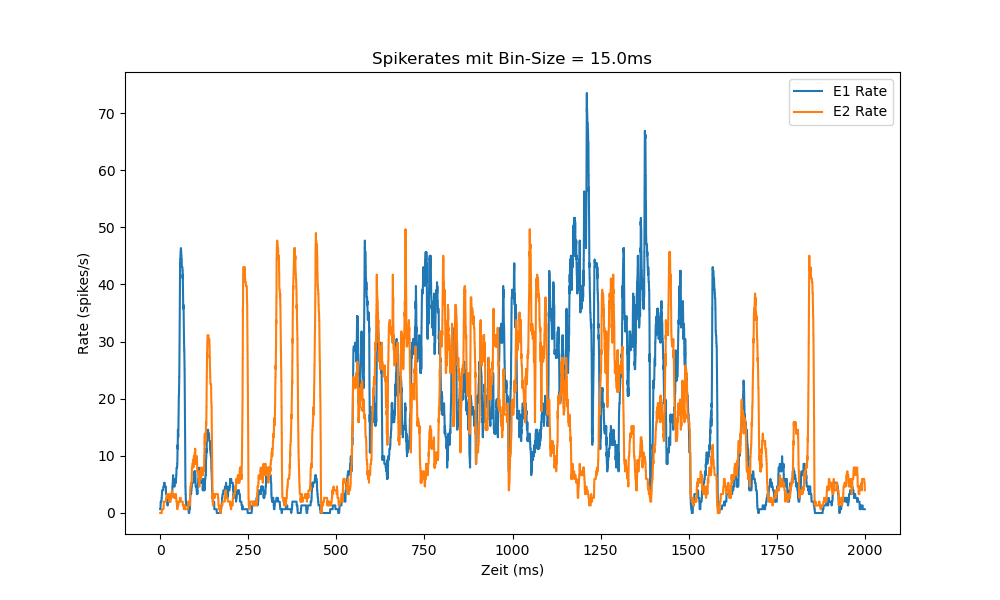 Spikerates mit Bin-Size = 15.0ms
E1 Rate
E2 Rate
Rate (spikes/s)
70
60
50
40
30
20
10
0
0 250 500 750 1000 1250 1500 1750 2000
Zeit (ms)